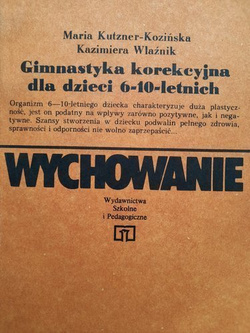 Maria Kutzner-Kozińska
Kazimiera Wlaźnik
Gimnastyka korekcyjna
dla dzieci 6-10-letnich
Organizm 6—10-letniego dziecka charakteryzuje duża plastycz-
ność, jest on podatny na wpływy zarówno pozytywne, jak i nega-
tywne. Szansy stworzenia w dziecku podwalin pełnego zdrowia,
sprawności i odporności nie wolno zaprzepaścić...
WYCHOWANIE
Wydawnictwa
Szkolne
i Pedagogiczne